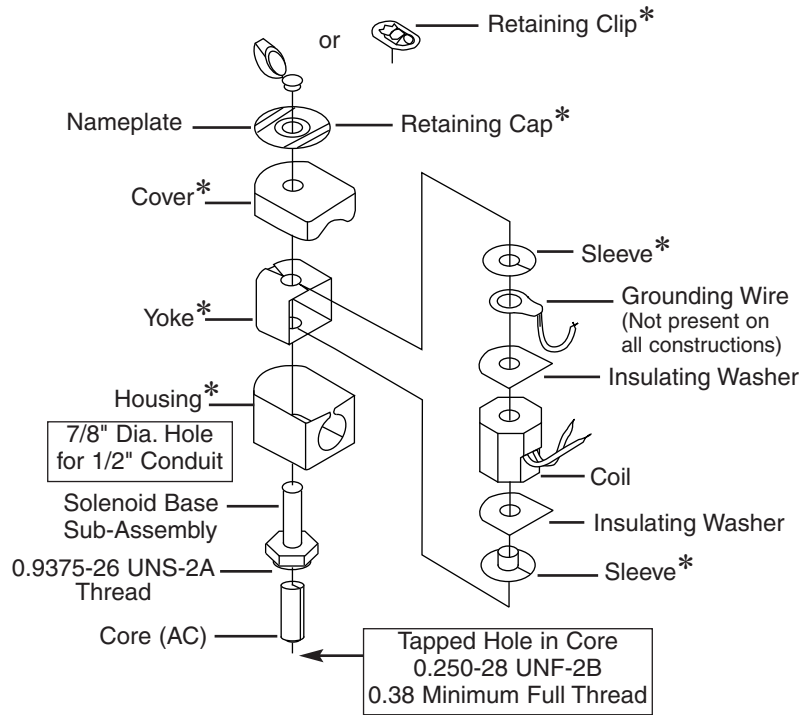 or
Retaining Clip*
Nameplate
Retaining Cap*
Cover*
Sleeve*
Grounding Wire
(Not present on
all constructions)
Yoke*
Insulating Washer
Housing*
7/8" Dia. Hole
for 1/2" Conduit
Coil
Solenoid Base
Sub-Assembly
Insulating Washer
0.9375-26 UNS-2A
Thread
Sleeve*
Core (AC)
Tapped Hole in Core
0.250-28 UNF-2B
0.38 Minimum Full Thread